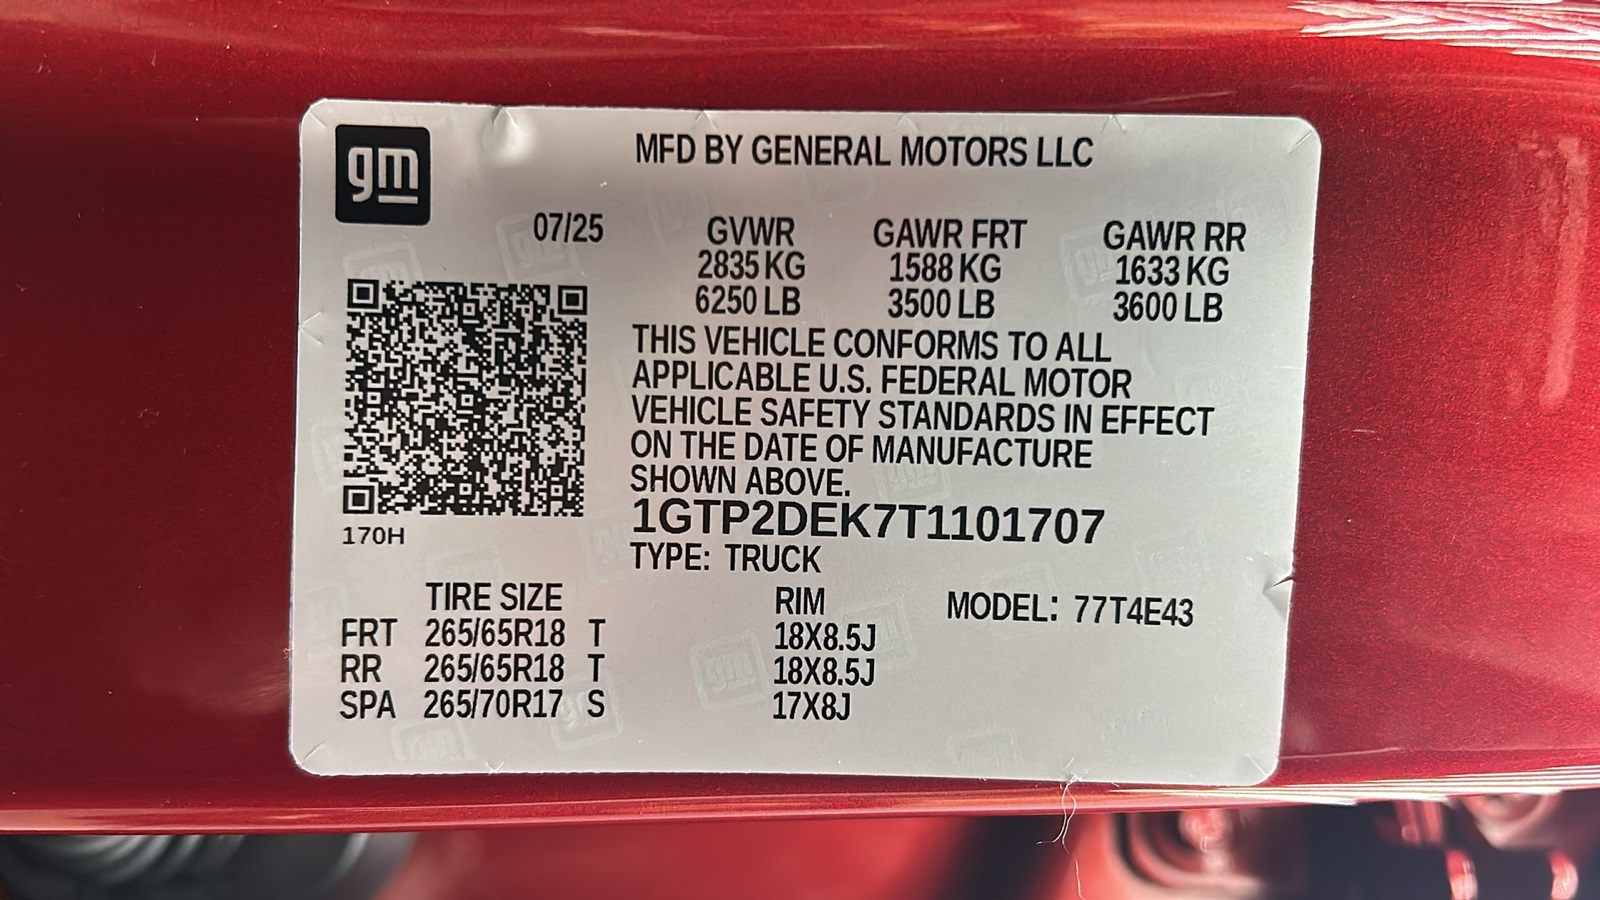 gm
MFD BY GENERAL MOTORS LLC
07/25 GVWR GAWR FRT GAWR RR
2835 KG 1588 KG 1633 KG
6250 LB 3500 LB 3600 LB
THIS VEHICLE CONFORMS TO ALL
APPLICABLE U.S. FEDERAL MOTOR
VEHICLE SAFETY STANDARDS IN EFFECT
ON THE DATE OF MANUFACTURE
SHOWN ABOVE.
1GTP2DEK7T1101707
170H
TYPE: TRUCK
TIRE SIZE RIM MODEL: 77T4E43
FRT 265/65R18 T 18X8.5J
RR 265/65R18 T 18X8.5J
SPA 265/70R17 S 17X8J